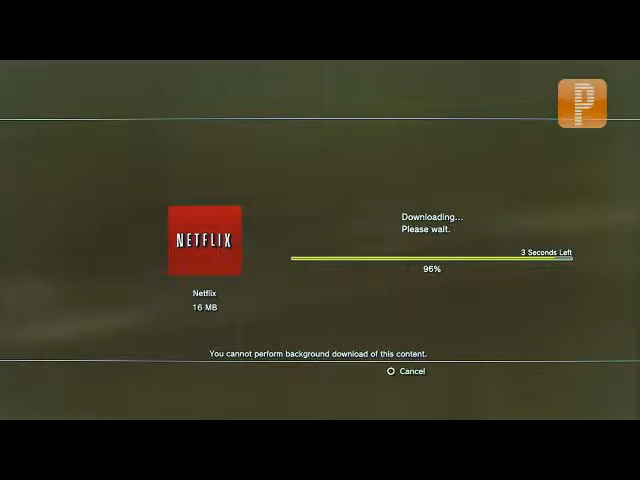 P
Downloading...
Please wait.
NETFLIX
3 Seconds Left
96%
Netflix
16 MB
You cannot perform background download of this content.
Cancel